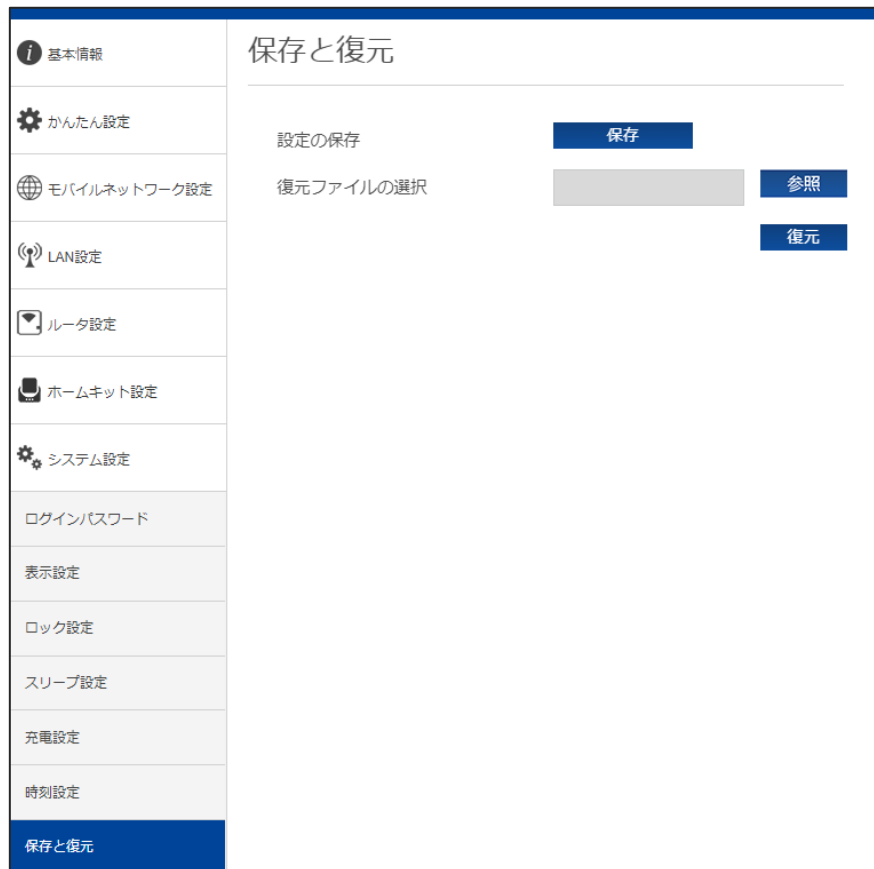 基本情報
かんたん設定
モバイルネットワーク設定
LAN設定
ルータ設定
ホームキット設定
システム設定
ログインパスワード
表示設定
ロック設定
スリープ設定
充電設定
時刻設定
保存と復元
保存と復元
設定の保存 保存
復元ファイルの選択 参照
復元